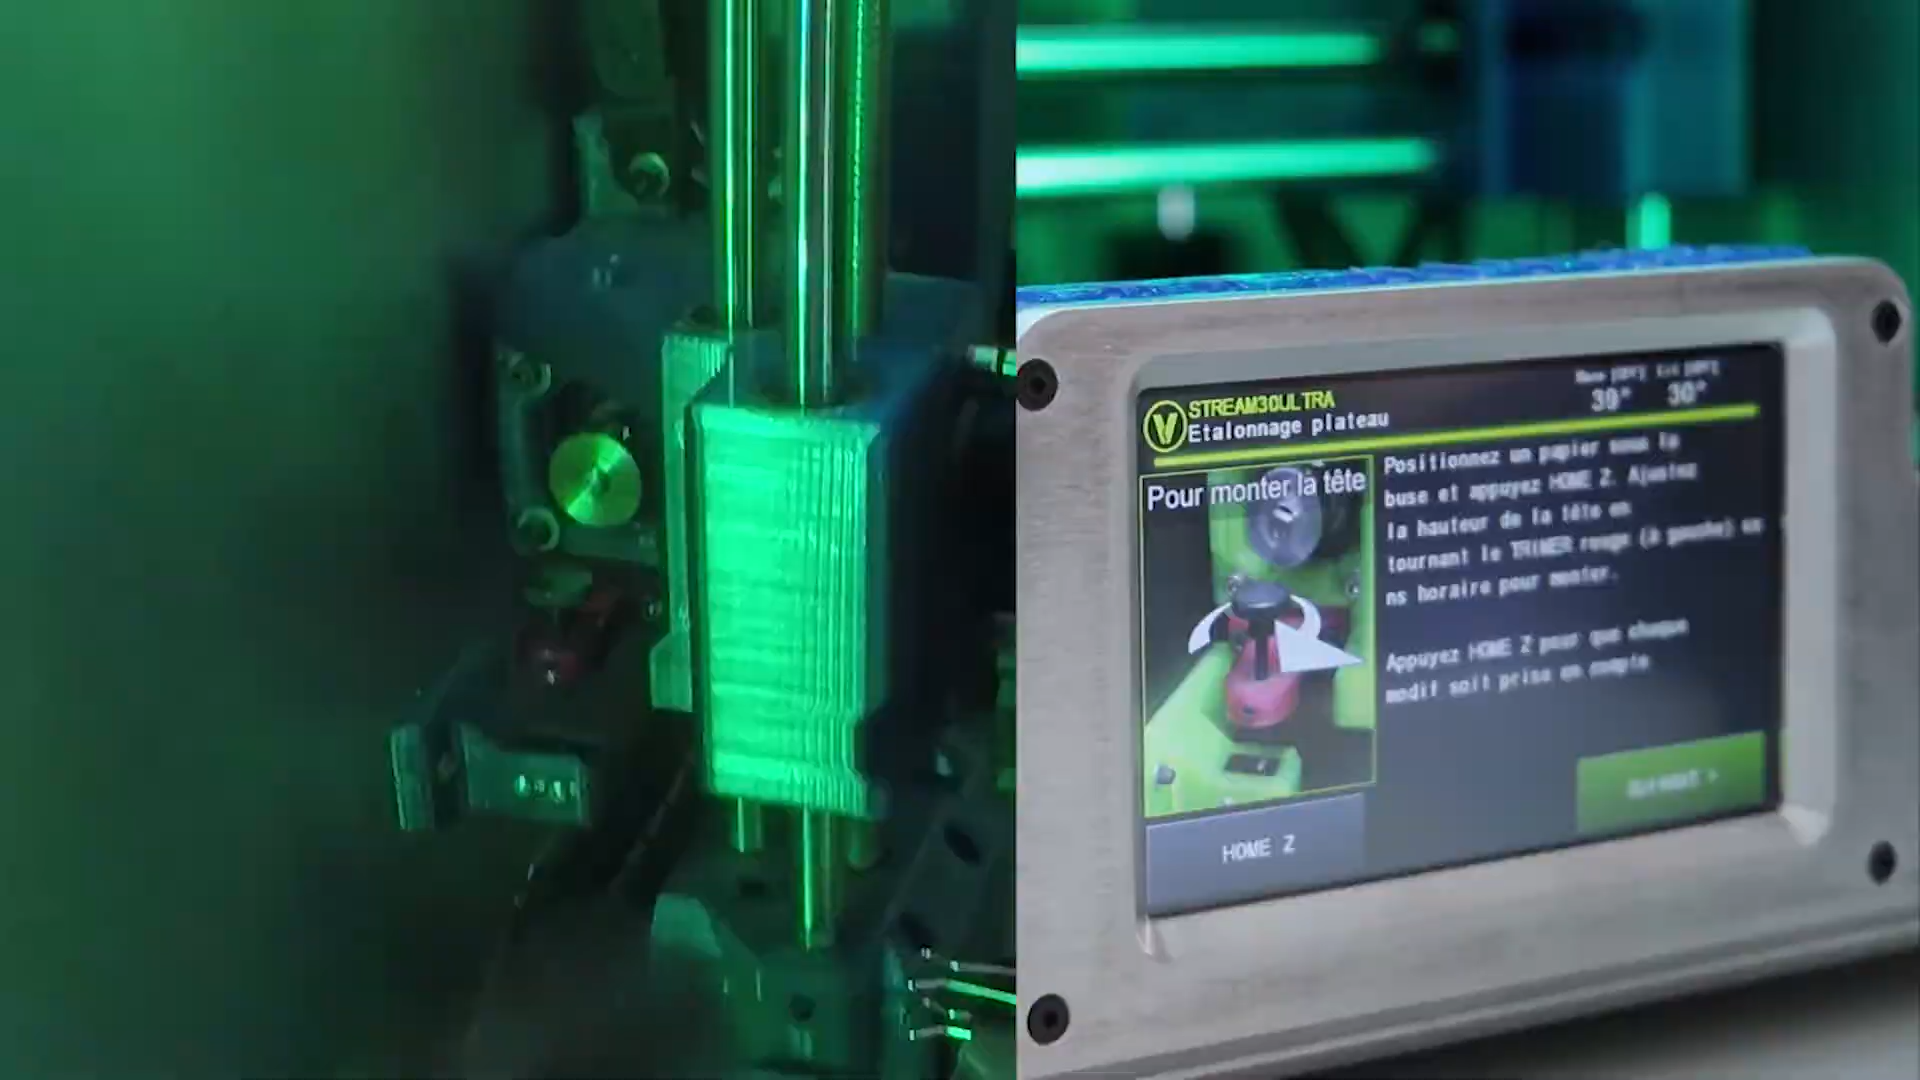 STREAM30ULTRA
Etalonnage plateau
30° 30°
Pour monter la tête
Positionnez un papier sous la
buse et appuyez HOME Z. Ajustez
la hauteur de la tête en
tournant le TRIMER rouge (à gauche) se
ns horaire pour monter.
Appuyez HOME Z pour que chaque
modif soit prise en compte
HOME Z